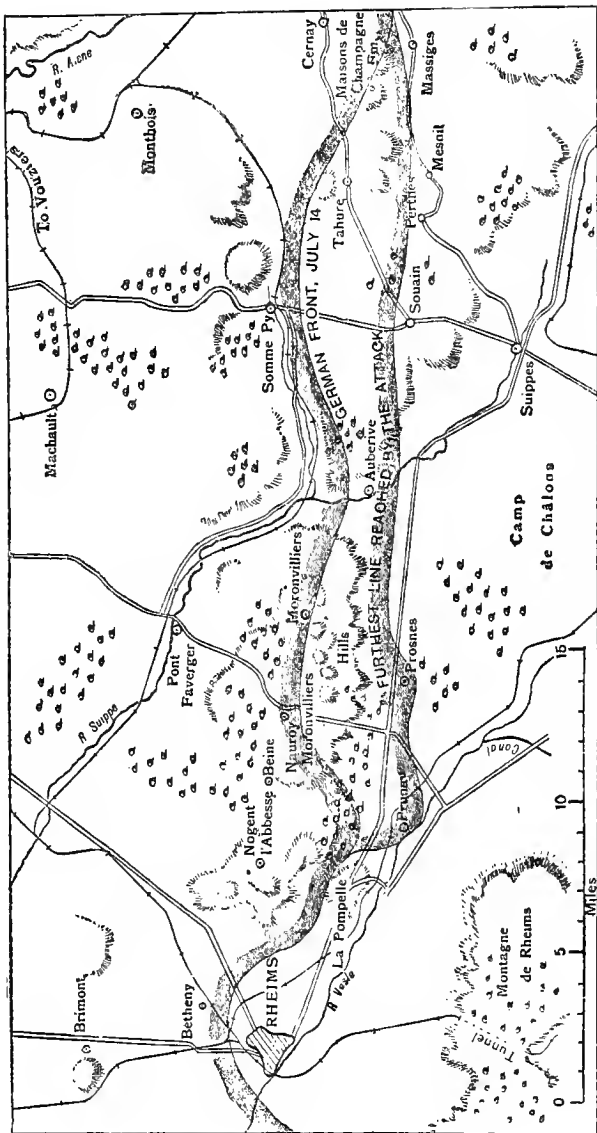 Brimont
Betheny
RHEIMS
La Pompelle
R Vesle
Nogent
l'Abbesse
Beine
R Suippe
Pont
Faverger
Nauroy
Moronvilliers
Moronvilliers
Hills
Prunay
Prosnes
Canal
Machault
To Vouziers
R. Aisne
Monthois
Somme Py
GERMAN FRONT, JULY 14
FURTHEST LINE REACHED BY THE ATTACK
Auberive
Souain
Tahure
Perthes
Mesnil
Cernay
Maisons de
Champagne
Fm.
Massiges
Suippes
Camp
de Châlons
Montagne
de Rheims
Tunnel
0 5 10 15
Miles